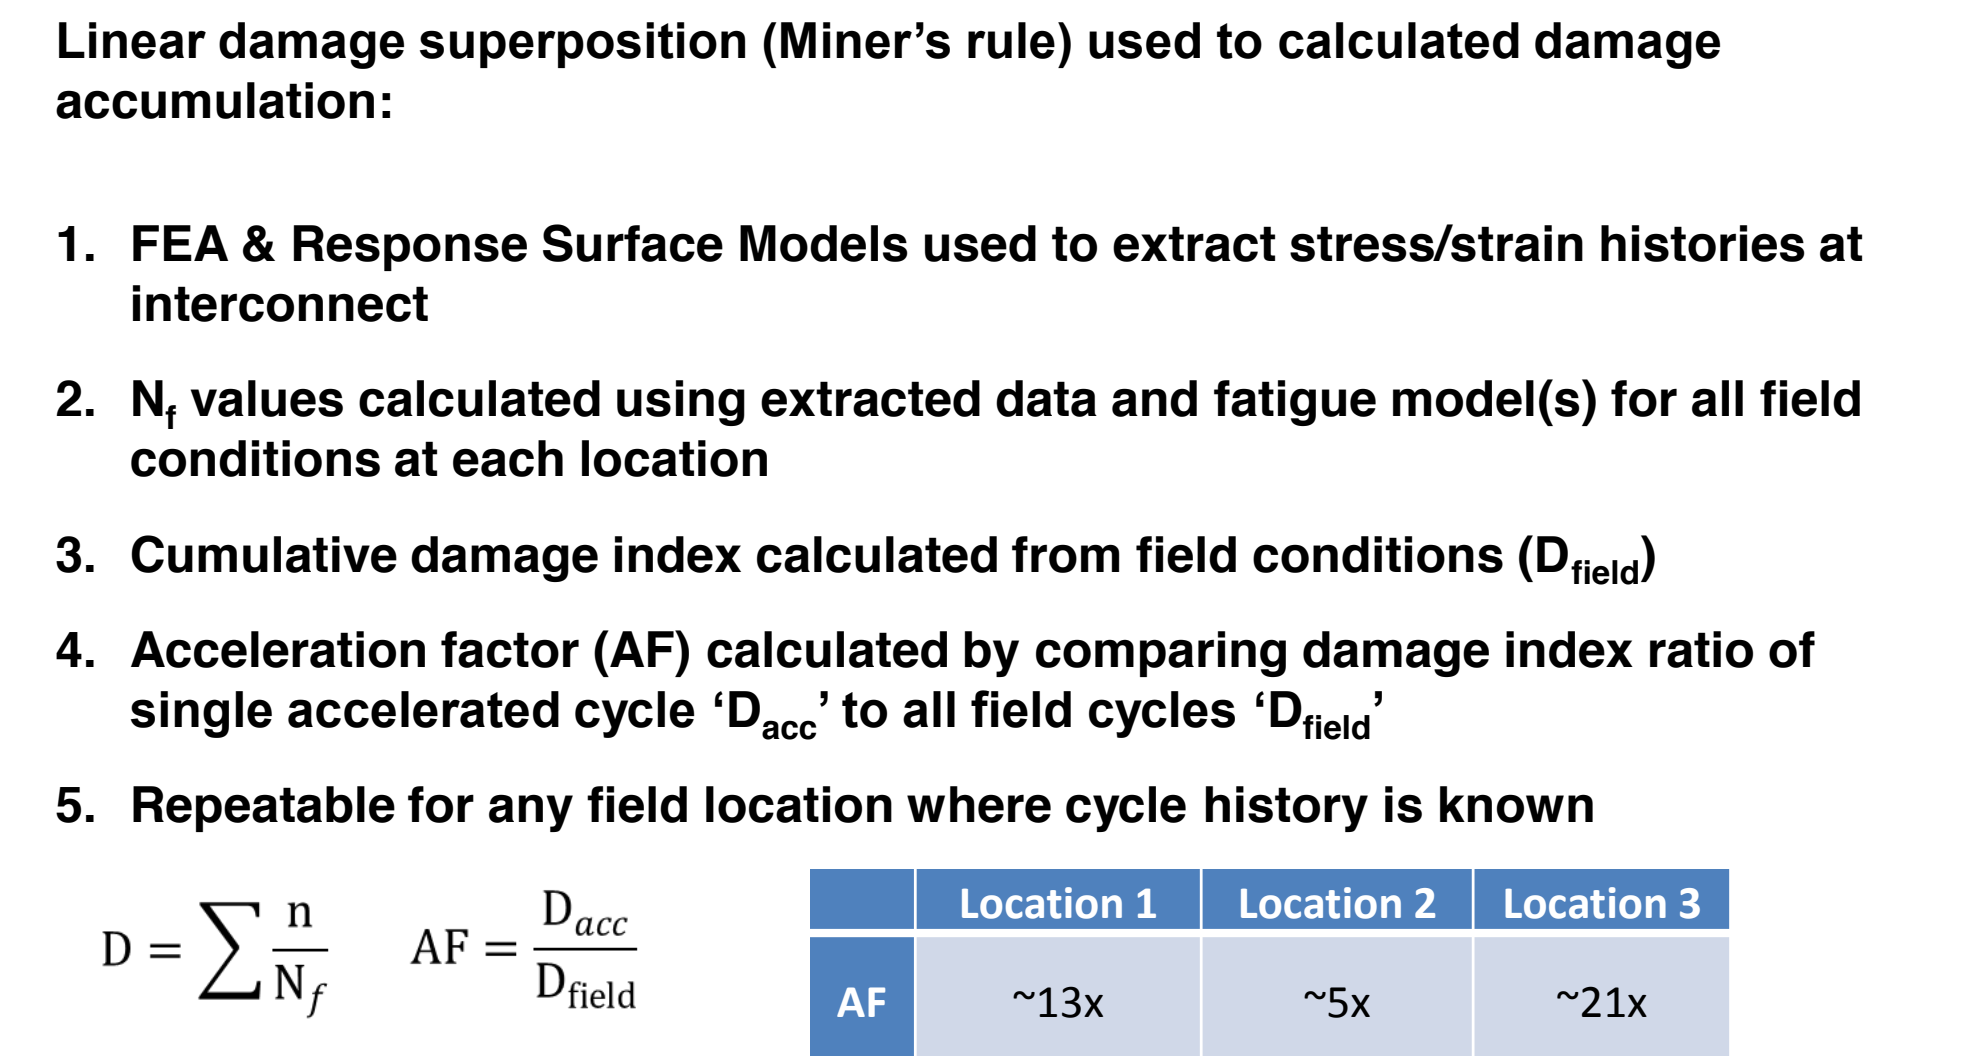 Linear damage superposition (Miner’s rule) used to calculated damage
accumulation:
1. FEA & Response Surface Models used to extract stress/strain histories at
interconnect
2. Nf values calculated using extracted data and fatigue model(s) for all field
conditions at each location
3. Cumulative damage index calculated from field conditions (Dfield)
4. Acceleration factor (AF) calculated by comparing damage index ratio of
single accelerated cycle ‘Dacc’ to all field cycles ‘Dfield’
5. Repeatable for any field location where cycle history is known
D = ∑ n/Nf
AF = Dacc/Dfield
Location 1 Location 2 Location 3
AF ~13x ~5x ~21x